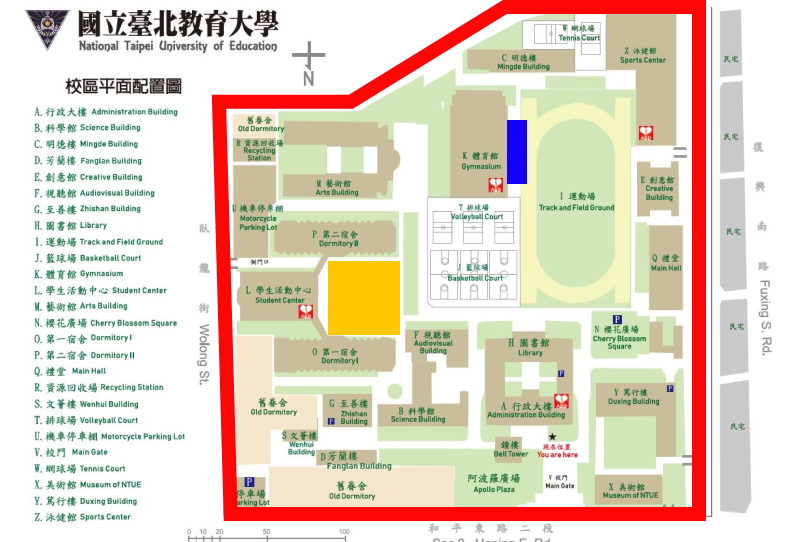 國立臺北教育大學
National Taipei University of Education
校區平面配置圖
N
A. 行政大樓 Administration Building
B. 科學館 Science Building
C. 明德樓 Mingde Building
D. 芳蘭樓 Fanglan Building
E. 創意館 Creative Building
F. 視聽館 Audiovisual Building
G. 至善樓 Zhishan Building
H. 圖書館 Library
I. 運動場 Track and Field Ground
J. 籃球場 Basketball Court
K. 體育館 Gymnasium
L. 學生活動中心 Student Center
M. 藝術館 Arts Building
N. 櫻花廣場 Cherry Blossom Square
O. 第一宿舍 Dormitory I
P. 第二宿舍 Dormitory II
Q. 禮堂 Main Hall
R. 資源回收場 Recycling Station
S. 文薈樓 Wenhui Building
T. 排球場 Volleyball Court
U. 機車停車棚 Motorcycle Parking Lot
V. 校門 Main Gate
W. 網球場 Tennis Court
X. 美術館 Museum of NTUE
Y. 篤行樓 Duxing Building
Z. 泳健館 Sports Center
W 網球場
Tennis Court
C 明德樓
Mingde Building
Z 泳健館
Sports Center
舊眷舍
Old Dormitory
R 資源回收場
Recycling
Station
M 藝術館
Arts Building
K 體育館
Gymnasium
AED
AED
I 運動場
Track and Field Ground
E 創意館
Creative
Building
U 機車停車棚
Motorcycle
Parking Lot
T 排球場
Volleyball Court
P 第二宿舍
Dormitory II
側門口
J 籃球場
Basketball Court
Q 禮堂
Main Hall
L 學生活動中心
Student Center
AED
P
N 櫻花廣場
Cherry Blossom
Square
F 視聽館
Audiovisual
Building
H 圖書館
Library
O 第一宿舍
Dormitory I
P
P
Y 篤行樓
Duxing Building
舊眷舍
Old Dormitory
G 至善樓
Zhishan
Building
P
B 科學館
Science Building
A 行政大樓
Administration Building
AED
S 文薈樓
Wenhui
Building
鐘樓
Bell Tower
現在位置
You are here
D 芳蘭樓
Fanglan Building
P
停車場
Parking Lot
舊眷舍
Old Dormitory
阿波羅廣場
Apollo Plaza
V 校門
Main Gate
X 美術館
Museum of NTUE
臥龍街 Wolong St.
民宅
民宅
民宅
民宅
民宅
復興南路 Fuxing S. Rd.
0 10 20 50 100
和平東路二段
Sec.2, Heping E. Rd.